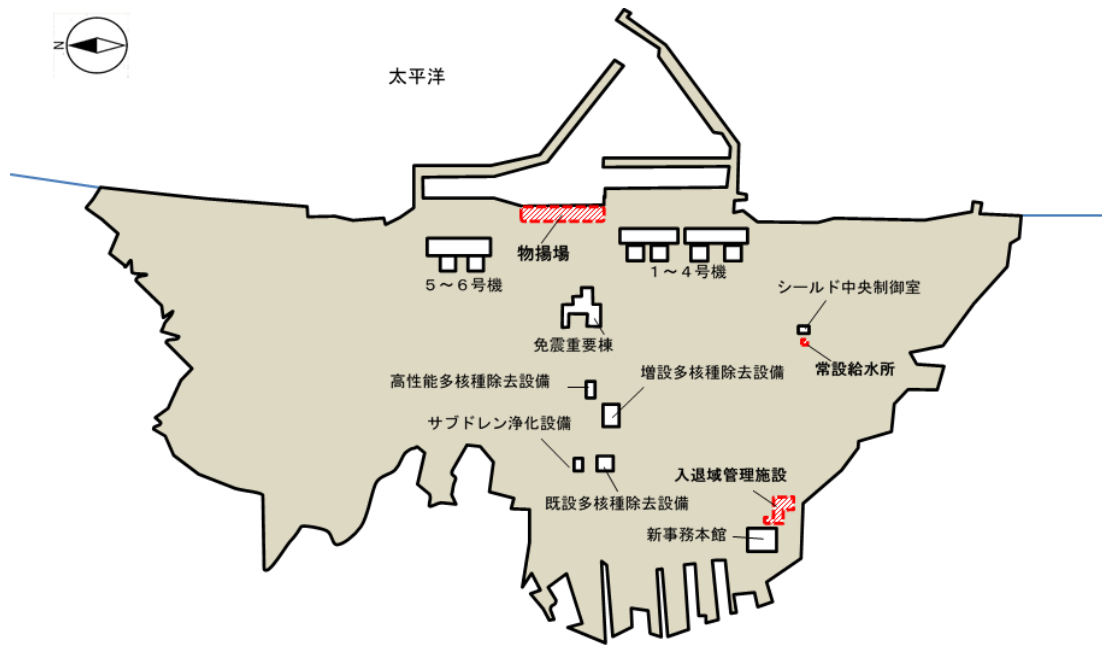 N
太平洋
物揚場
5～6号機
1～4号機
シールド中央制御室
免震重要棟
常設給水所
高性能多核種除去設備
増設多核種除去設備
サブドレン浄化設備
入退域管理施設
既設多核種除去設備
新事務本館